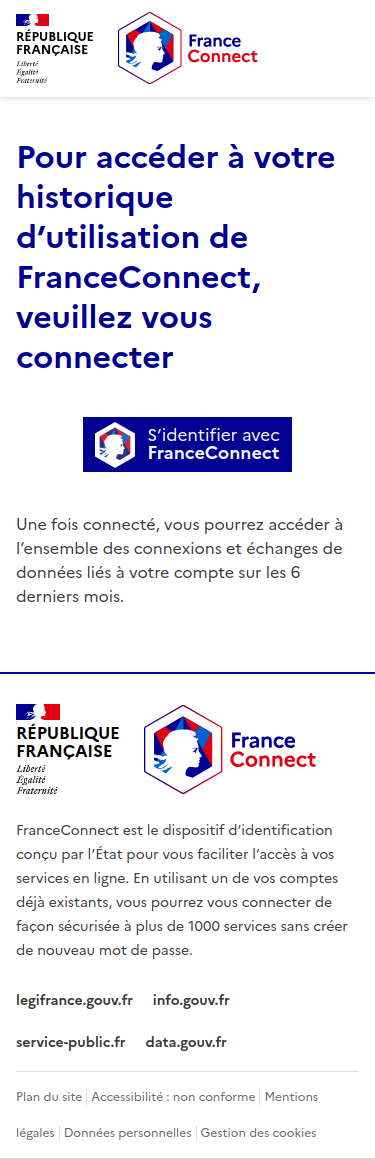 RÉPUBLIQUE
FRANÇAISE
Liberté
Égalité
Fraternité
France
Connect
Pour accéder à votre
historique
d’utilisation de
FranceConnect,
veuillez vous
connecter
S’identifier avec
FranceConnect
Une fois connecté, vous pourrez accéder à
l’ensemble des connexions et échanges de
données liés à votre compte sur les 6
derniers mois.
RÉPUBLIQUE
FRANÇAISE
Liberté
Égalité
Fraternité
France
Connect
FranceConnect est le dispositif d’identification
conçu par l’État pour vous faciliter l’accès à vos
services en ligne. En utilisant un de vos comptes
déjà existants, vous pourrez vous connecter de
façon sécurisée à plus de 1000 services sans créer
de nouveau mot de passe.
legifrance.gouv.fr info.gouv.fr
service-public.fr data.gouv.fr
Plan du site Accessibilité : non conforme Mentions
légales Données personnelles Gestion des cookies